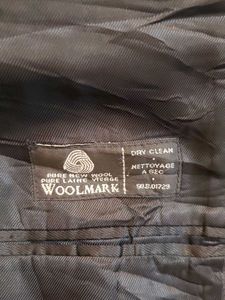 PURE NEW WOOL
PURE LAINE VIERGE
WOOLMARK
DRY CLEAN
NETTOYAGE
A SEC